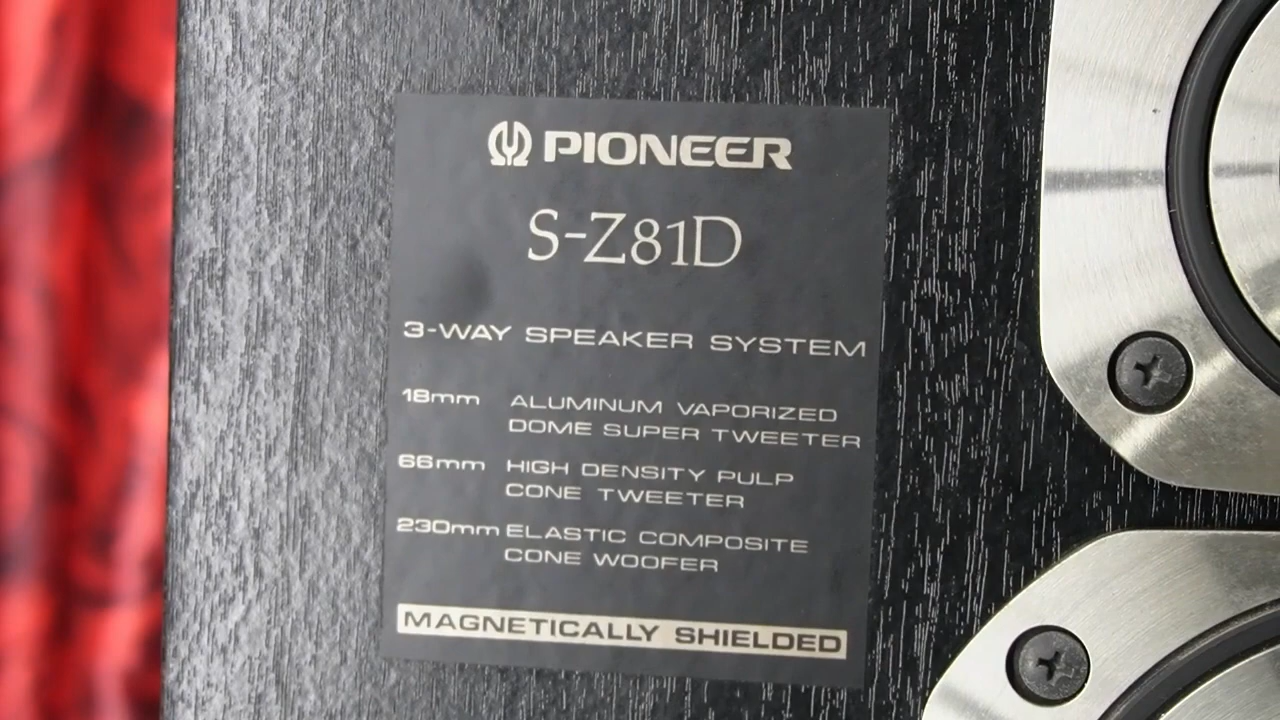 PIONEER
S-Z81D
3-WAY SPEAKER SYSTEM
18mm ALUMINUM VAPORIZED
DOME SUPER TWEETER
66mm HIGH DENSITY PULP
CONE TWEETER
230mm ELASTIC COMPOSITE
CONE WOOFER
MAGNETICALLY SHIELDED